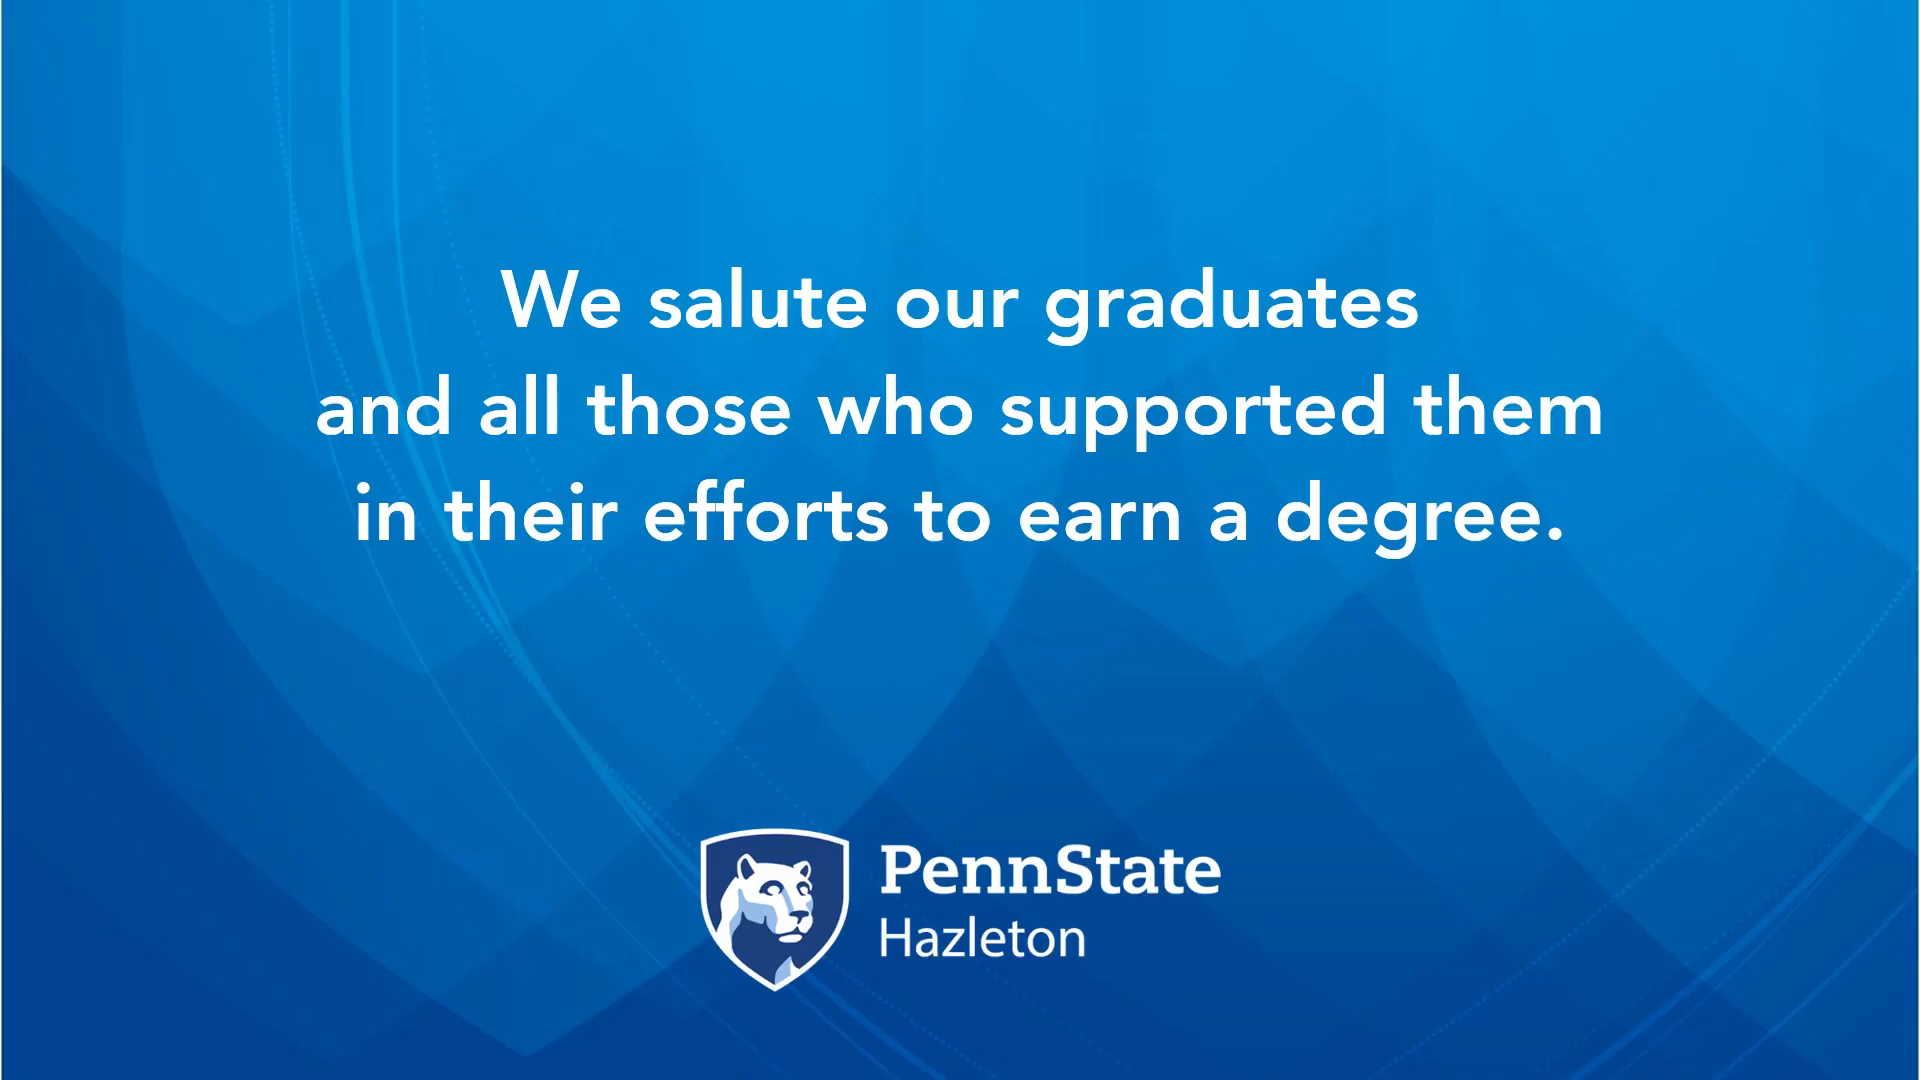 We salute our graduates
and all those who supported them
in their efforts to earn a degree.
PennState
Hazleton